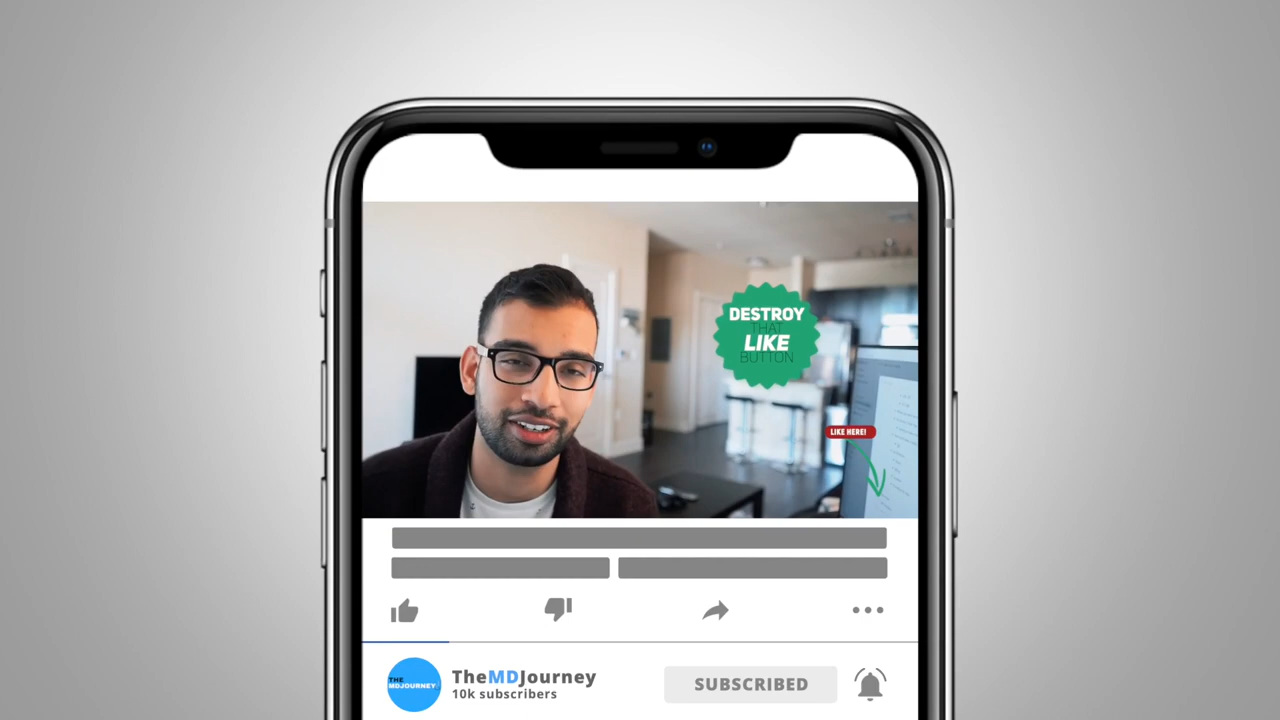 DESTROY
THAT
LIKE
BUTTON
LIKE HERE!
THE
MDJOURNEY
TheMDJourney
10k subscribers
SUBSCRIBED